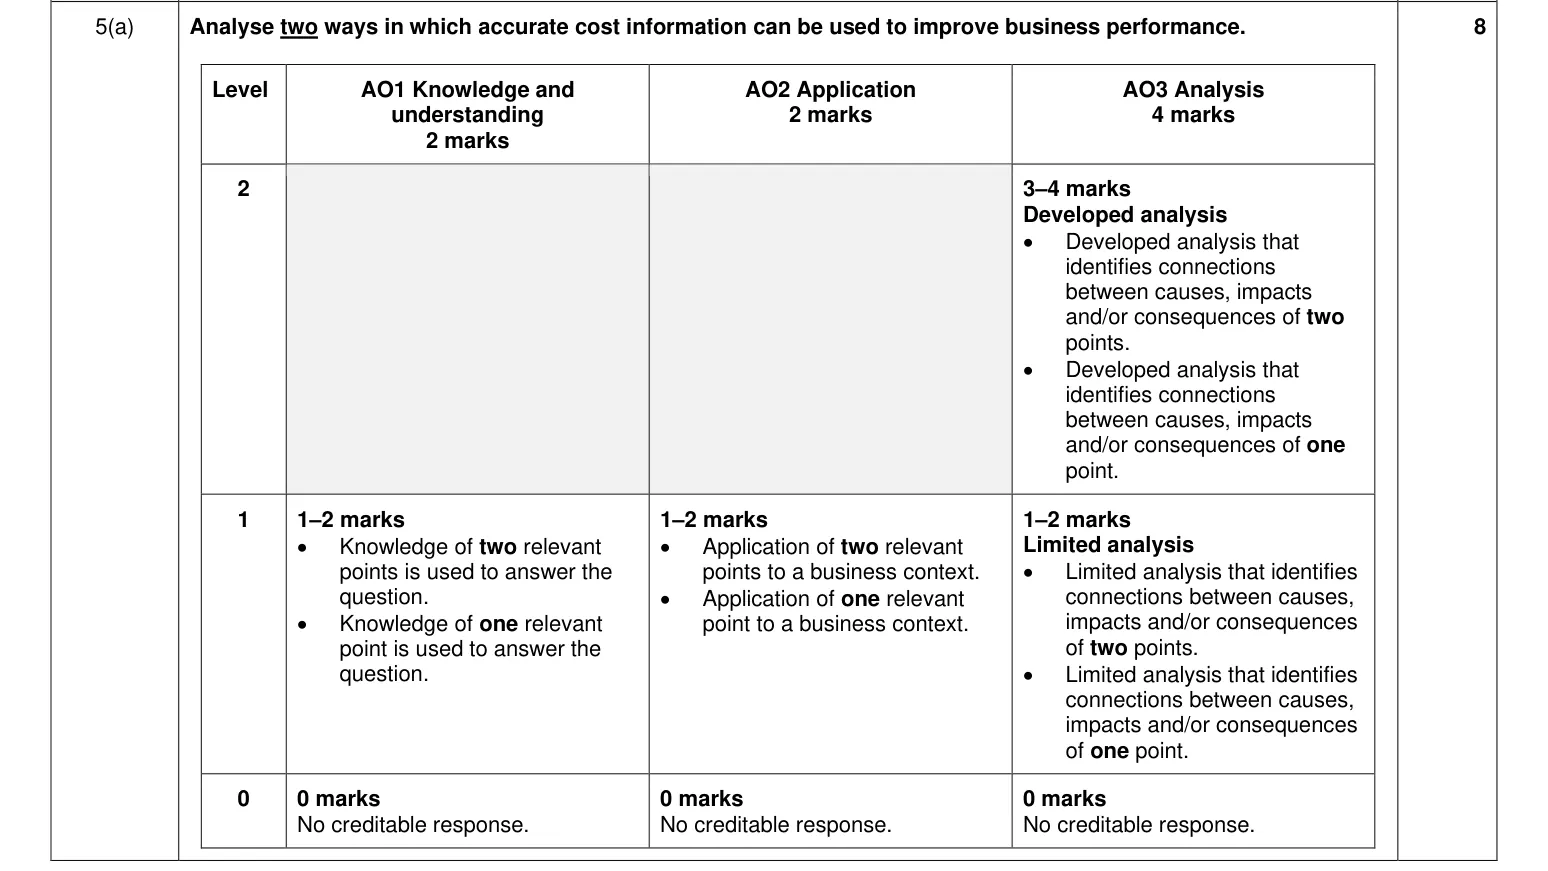 5(a)
Analyse two ways in which accurate cost information can be used to improve business performance.
8
Level
AO1 Knowledge and
understanding
2 marks
AO2 Application
2 marks
AO3 Analysis
4 marks
2
3–4 marks
Developed analysis
• Developed analysis that
identifies connections
between causes, impacts
and/or consequences of two
points.
• Developed analysis that
identifies connections
between causes, impacts
and/or consequences of one
point.
1
1–2 marks
• Knowledge of two relevant
points is used to answer the
question.
• Knowledge of one relevant
point is used to answer the
question.
1–2 marks
• Application of two relevant
points to a business context.
• Application of one relevant
point to a business context.
1–2 marks
Limited analysis
• Limited analysis that identifies
connections between causes,
impacts and/or consequences
of two points.
• Limited analysis that identifies
connections between causes,
impacts and/or consequences
of one point.
0
0 marks
No creditable response.
0 marks
No creditable response.
0 marks
No creditable response.